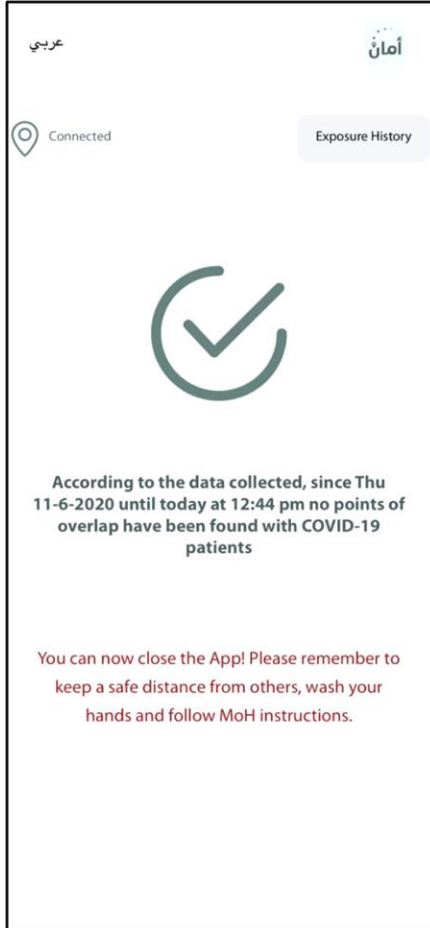 عربي
أمان
Connected
Exposure History
According to the data collected, since Thu
11-6-2020 until today at 12:44 pm no points of
overlap have been found with COVID-19
patients
You can now close the App! Please remember to
keep a safe distance from others, wash your
hands and follow MoH instructions.